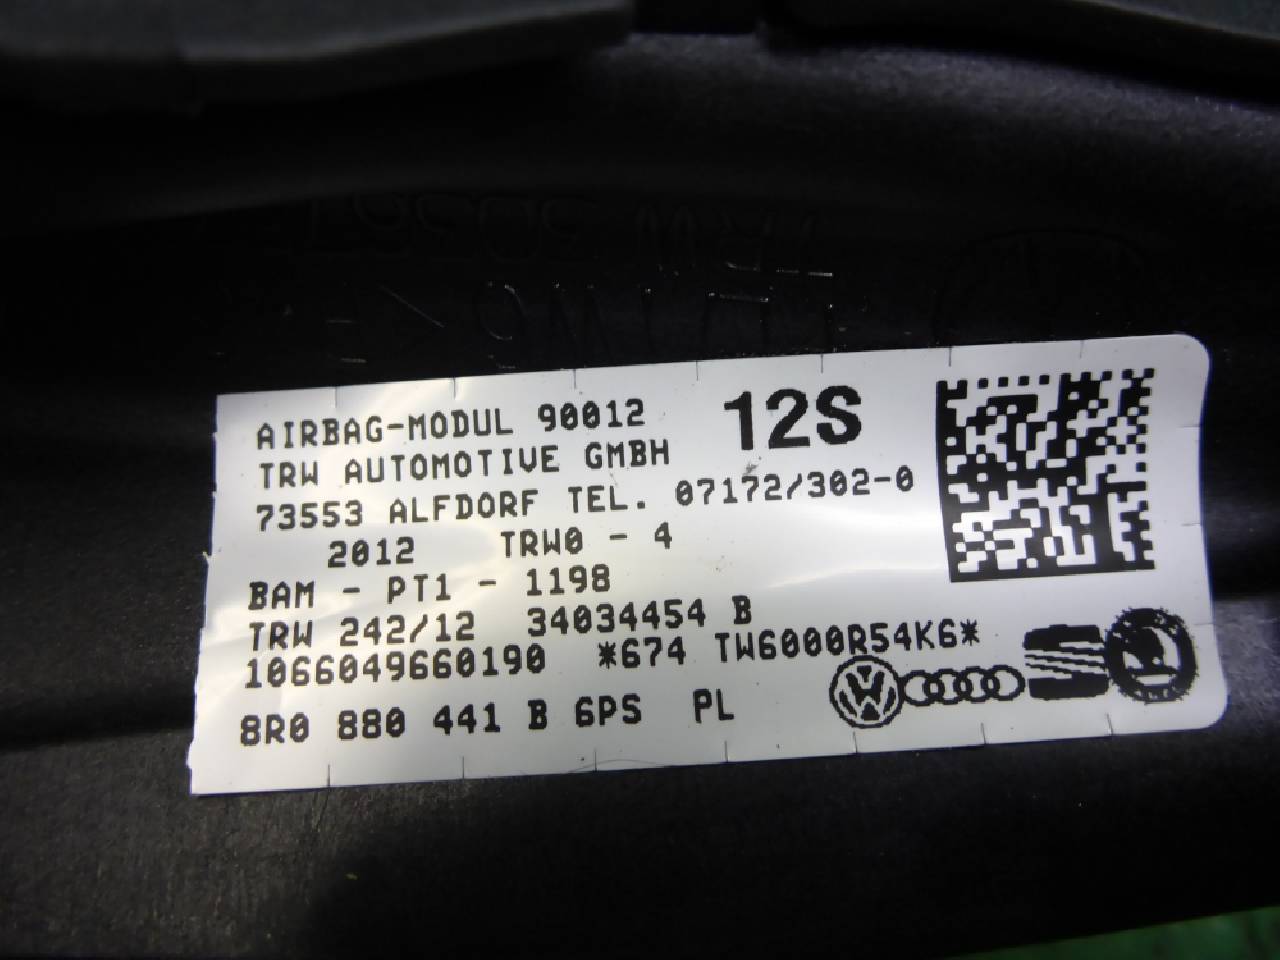 AIRBAG-MODUL 90012 12S
TRW AUTOMOTIVE GMBH
73553 ALFDORF TEL. 07172/302-0
2012 TRW0 - 4
BAM - PT1 - 1198
TRW 242/12 34034454 B
1066049660190 *674 TW6000R54K6*
8R0 880 441 B 6PS PL